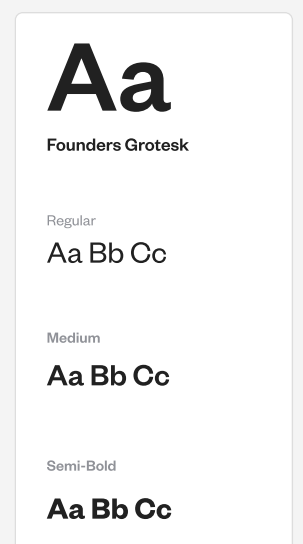 Aa
Founders Grotesk
Regular
Aa Bb Cc
Medium
Aa Bb Cc
Semi-Bold
Aa Bb Cc